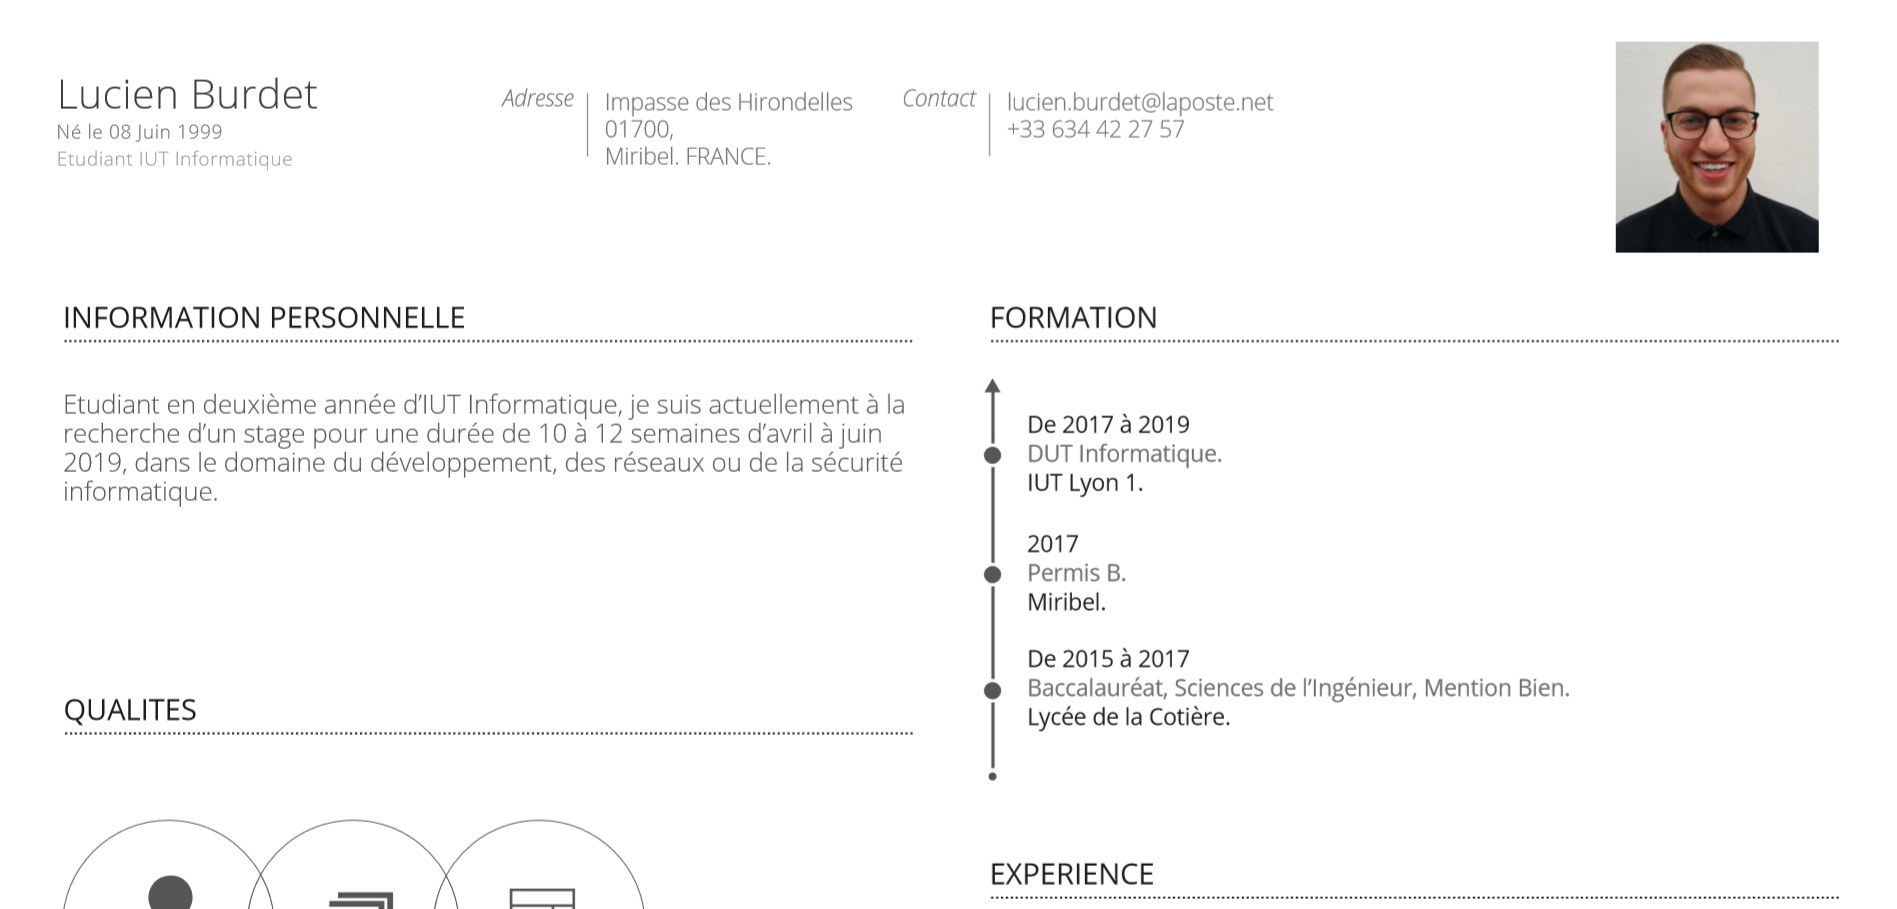 Lucien Burdet
Né le 08 Juin 1999
Etudiant IUT Informatique
Adresse
Impasse des Hirondelles
01700,
Miribel. FRANCE.
Contact
lucien.burdet@laposte.net
+33 634 42 27 57
INFORMATION PERSONNELLE
Etudiant en deuxième année d’IUT Informatique, je suis actuellement à la
recherche d’un stage pour une durée de 10 à 12 semaines d’avril à juin
2019, dans le domaine du développement, des réseaux ou de la sécurité
informatique.
QUALITES
FORMATION
De 2017 à 2019
DUT Informatique.
IUT Lyon 1.
2017
Permis B.
Miribel.
De 2015 à 2017
Baccalauréat, Sciences de l’Ingénieur, Mention Bien.
Lycée de la Cotière.
EXPERIENCE